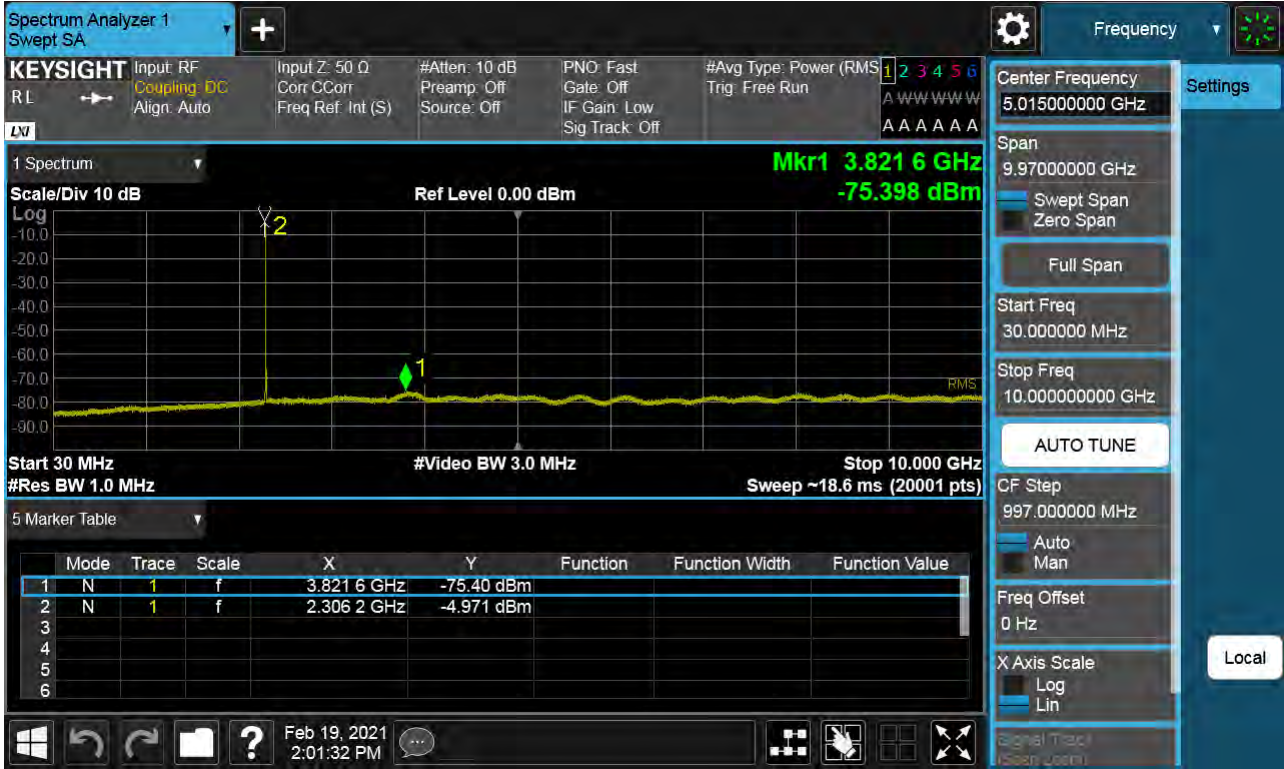 Spectrum Analyzer 1
Swept SA
+
Frequency
KEYSIGHT
RL
LXI
Input: RF
Coupling: DC
Align: Auto
Input Z: 50 Ω
Corr CCorr
Freq Ref: Int (S)
#Atten: 10 dB
Preamp: Off
Source: Off
PNO: Fast
Gate: Off
IF Gain: Low
Sig Track: Off
#Avg Type: Power (RMS
Trig: Free Run
1 2 3 4 5 6
A W W W W W
A A A A A A
1 Spectrum
Mkr1 3.821 6 GHz
-75.398 dBm
Scale/Div 10 dB
Ref Level 0.00 dBm
Log
-10.0
-20.0
-30.0
-40.0
-50.0
-60.0
-70.0
-80.0
-90.0
2
1
RMS
Start 30 MHz
#Video BW 3.0 MHz
Stop 10.000 GHz
#Res BW 1.0 MHz
Sweep ~18.6 ms (20001 pts)
5 Marker Table
Mode Trace Scale X Y Function Function Width Function Value
1 N 1 f 3.821 6 GHz -75.40 dBm
2 N 1 f 2.306 2 GHz -4.971 dBm
3
4
5
6
?
Feb 19, 2021
2:01:32 PM
Center Frequency
5.015000000 GHz
Settings
Span
9.97000000 GHz
Swept Span
Zero Span
Full Span
Start Freq
30.000000 MHz
Stop Freq
10.000000000 GHz
AUTO TUNE
CF Step
997.000000 MHz
Auto
Man
Freq Offset
0 Hz
X Axis Scale
Log
Lin
Local
Signal Track
(Span Zoom)